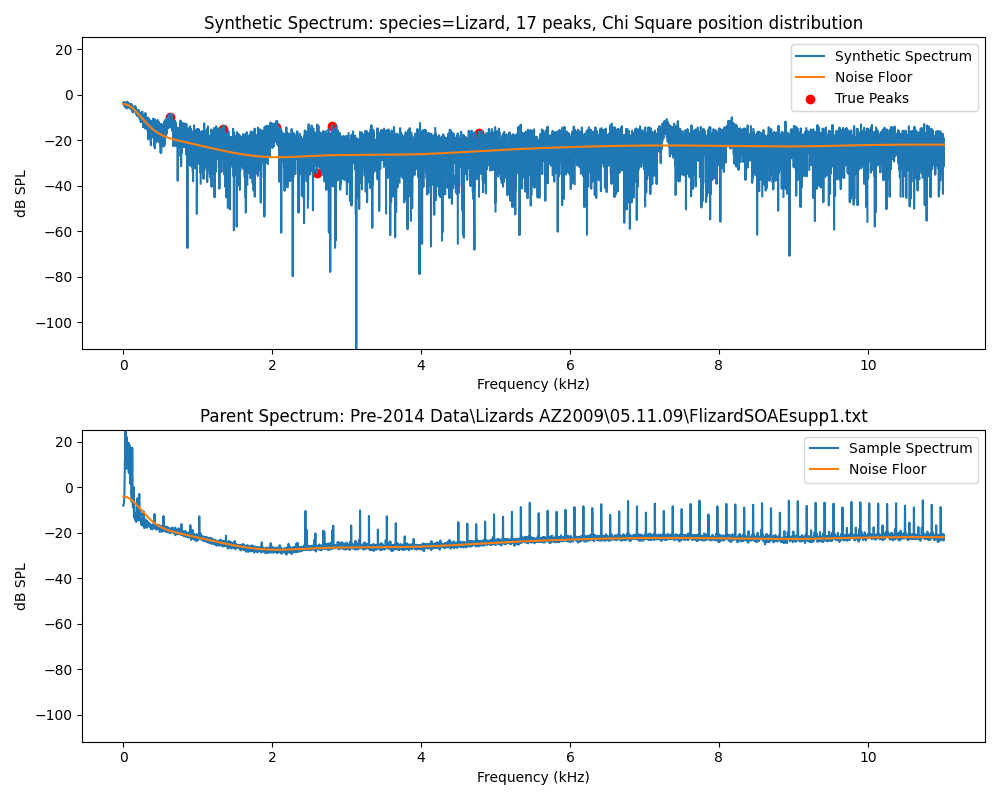 Synthetic Spectrum: species=Lizard, 17 peaks, Chi Square position distribution
20
0
−20
−40
−60
−80
−100
dB SPL
Synthetic Spectrum
Noise Floor
True Peaks
0 2 4 6 8 10
Frequency (kHz)
Parent Spectrum: Pre-2014 Data\Lizards AZ2009\05.11.09\FlizardSOAEsupp1.txt
20
0
−20
−40
−60
−80
−100
dB SPL
Sample Spectrum
Noise Floor
0 2 4 6 8 10
Frequency (kHz)